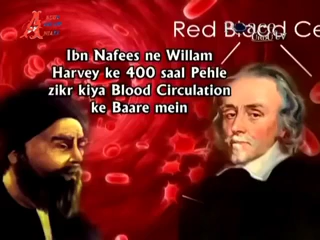 Red Blood Ce
Ibn Nafees ne Willam
Harvey ke 400 saal Pehle
zikr kiya Blood Circulation
ke Baare mein